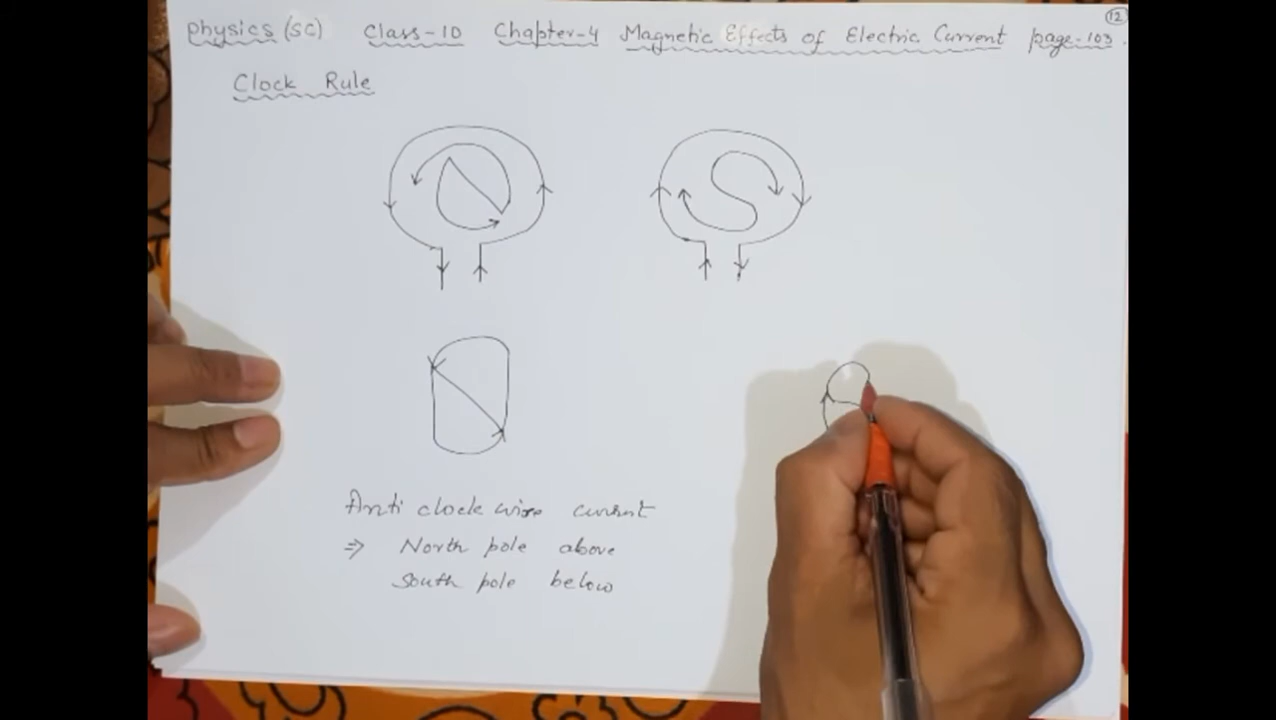 12
Physics (SC) Class-10 Chapter-4 Magnetic Effects of Electric Current page-103.
Clock Rule
N S
N
Anti clock wise current
⇒ North pole above
South pole below